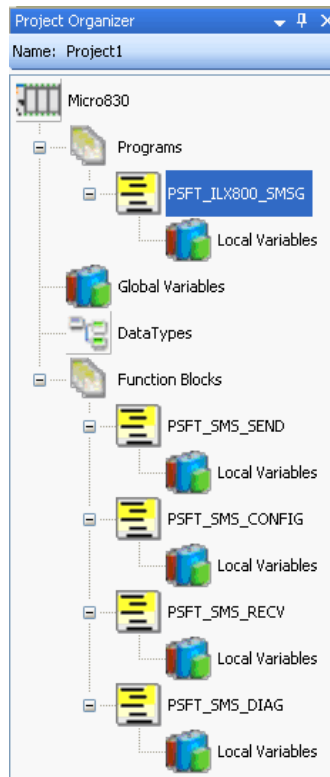 Project Organizer
Name: Project1
Micro830
Programs
PSFT_ILX800_SMSG
Local Variables
Global Variables
DataTypes
Function Blocks
PSFT_SMS_SEND
Local Variables
PSFT_SMS_CONFIG
Local Variables
PSFT_SMS_RECV
Local Variables
PSFT_SMS_DIAG
Local Variables